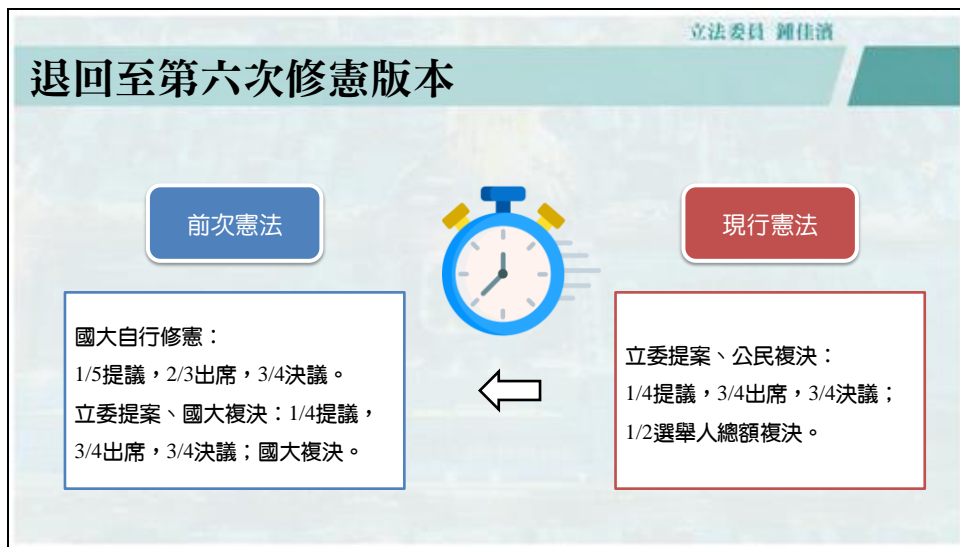 立法委員 鍾佳濱
退回至第六次修憲版本
前次憲法
國大自行修憲：
1/5提議，2/3出席，3/4決議。
立委提案、國大複決：1/4提議，
3/4出席，3/4決議；國大複決。
現行憲法
立委提案、公民複決：
1/4提議，3/4出席，3/4決議；
1/2選舉人總額複決。